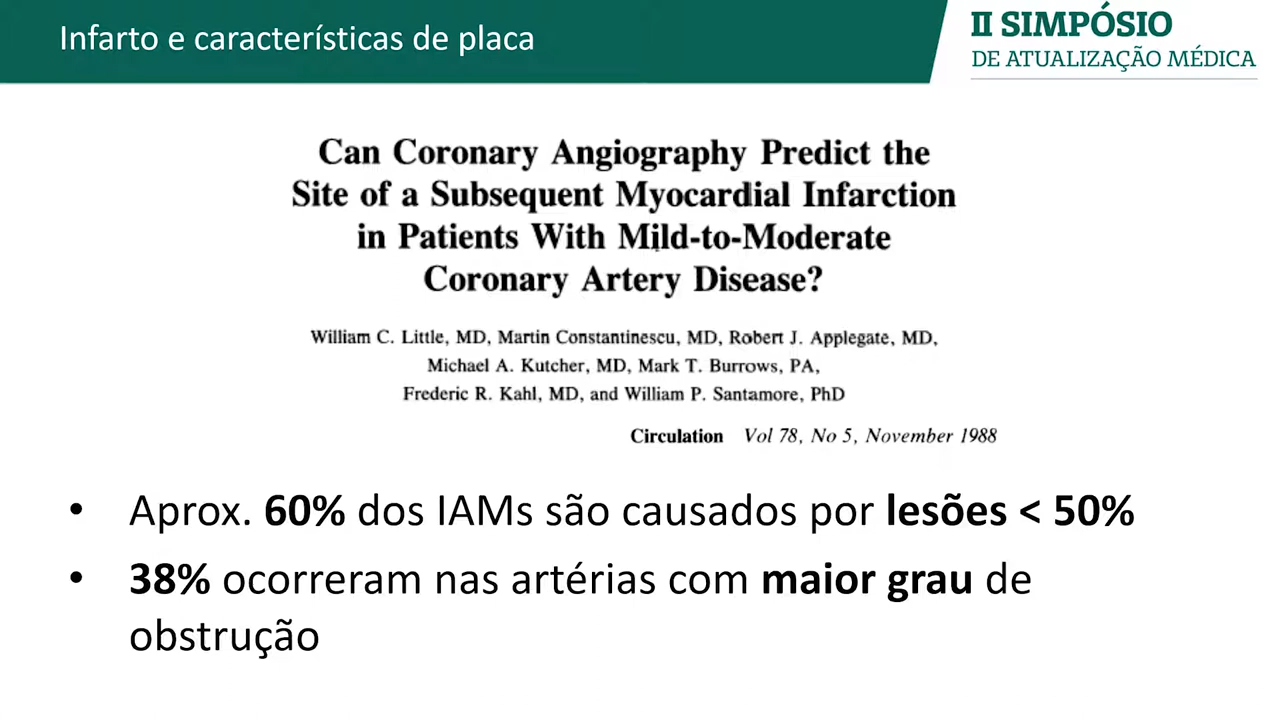 Infarto e características de placa
II SIMPÓSIO
DE ATUALIZAÇÃO MÉDICA
Can Coronary Angiography Predict the
Site of a Subsequent Myocardial Infarction
in Patients With Mild-to-Moderate
Coronary Artery Disease?
William C. Little, MD, Martin Constantinescu, MD, Robert J. Applegate, MD,
Michael A. Kutcher, MD, Mark T. Burrows, PA,
Frederic R. Kahl, MD, and William P. Santamore, PhD
Circulation Vol 78, No 5, November 1988
• Aprox. 60% dos IAMs são causados por lesões < 50%
• 38% ocorreram nas artérias com maior grau de
obstrução